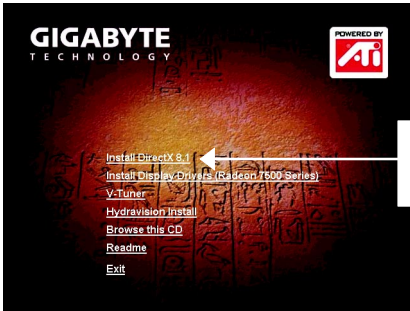 GIGABYTE
TECHNOLOGY
POWERED BY
ATi
Install DirectX 8.1
Install Display Drivers (Radeon 7500 Series)
V-Tuner
Hydravision Install
Browse this CD
Readme
Exit